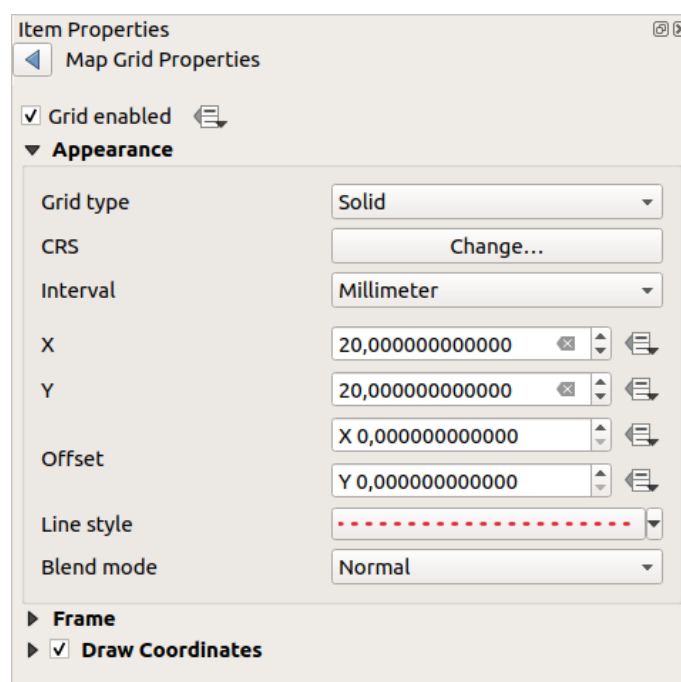 Item Properties
Map Grid Properties
Grid enabled
Appearance
Grid type Solid
CRS Change...
Interval Millimeter
X 20,000000000000
Y 20,000000000000
Offset X 0,000000000000
Y 0,000000000000
Line style
Blend mode Normal
Frame
Draw Coordinates